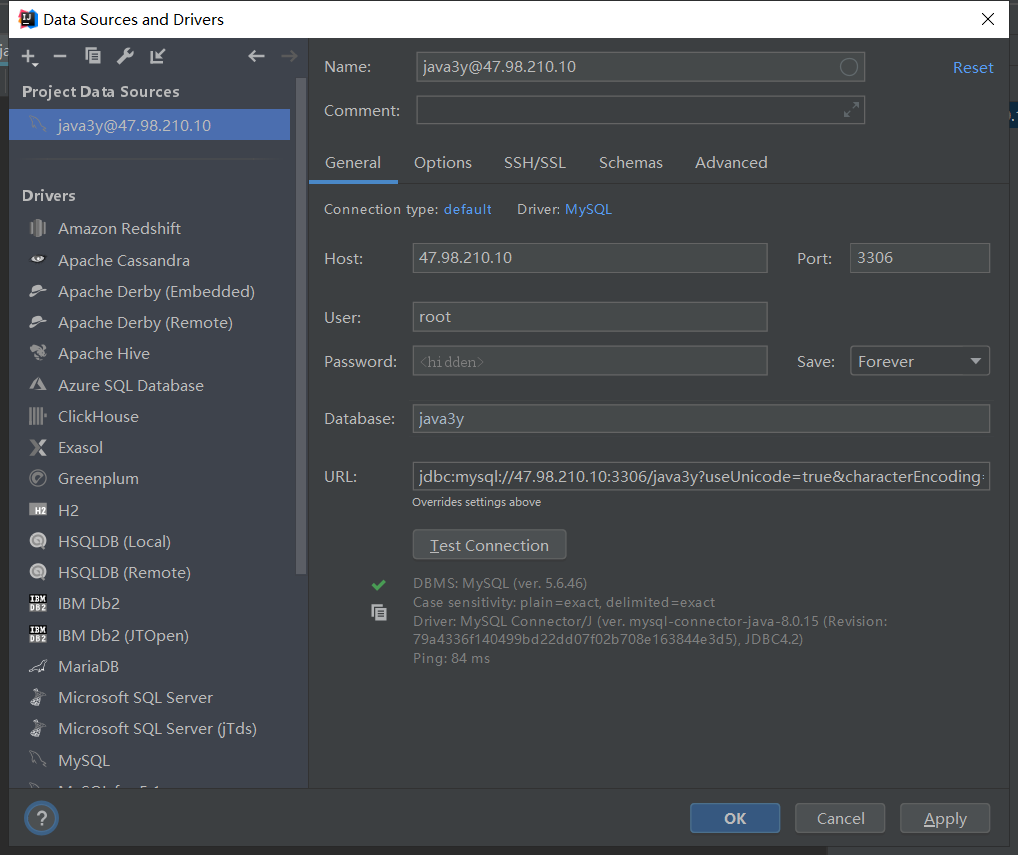 Data Sources and Drivers
Project Data Sources
java3y@47.98.210.10
Drivers
Amazon Redshift
Apache Cassandra
Apache Derby (Embedded)
Apache Derby (Remote)
Apache Hive
Azure SQL Database
ClickHouse
Exasol
Greenplum
H2
HSQLDB (Local)
HSQLDB (Remote)
IBM Db2
IBM Db2 (JTOpen)
MariaDB
Microsoft SQL Server
Microsoft SQL Server (jTds)
MySQL
Name: java3y@47.98.210.10 Reset
Comment:
General Options SSH/SSL Schemas Advanced
Connection type: default Driver: MySQL
Host: 47.98.210.10 Port: 3306
User: root
Password: <hidden> Save: Forever
Database: java3y
URL: jdbc:mysql://47.98.210.10:3306/java3y?useUnicode=true&characterEncoding=
Overrides settings above
Test Connection
DBMS: MySQL (ver. 5.6.46)
Case sensitivity: plain=exact, delimited=exact
Driver: MySQL Connector/J (ver. mysql-connector-java-8.0.15 (Revision:
79a4336f140499bd22dd07f02b708e163844e3d5), JDBC4.2)
Ping: 84 ms
? OK Cancel Apply